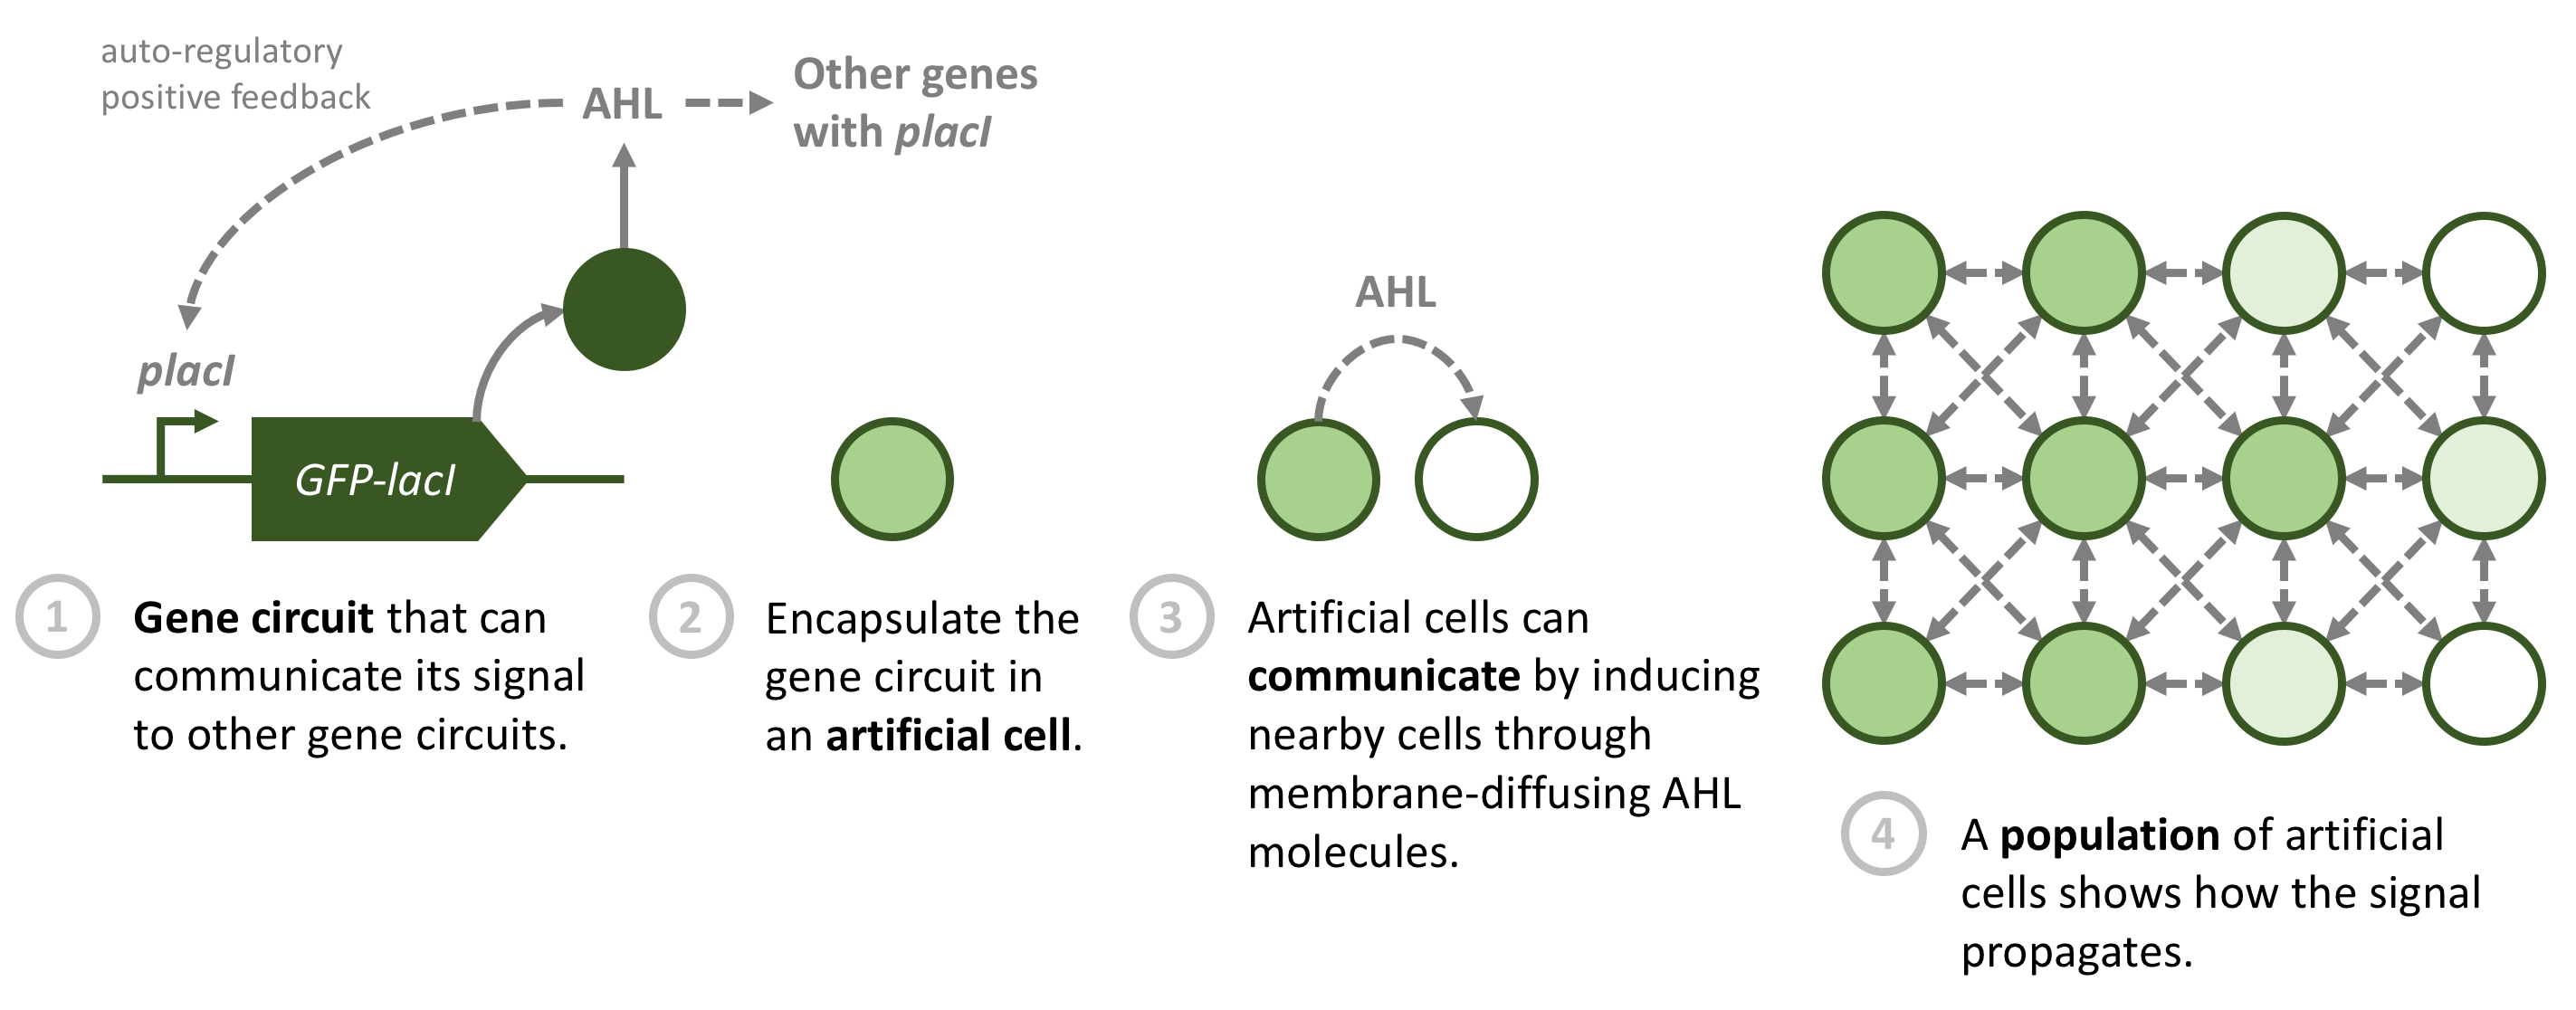 auto-regulatory
positive feedback
AHL
Other genes
with placI
placI
GFP-lacI
1
Gene circuit that can
communicate its signal
to other gene circuits.
2
Encapsulate the
gene circuit in
an artificial cell.
AHL
3
Artificial cells can
communicate by inducing
nearby cells through
membrane-diffusing AHL
molecules.
4
A population of artificial
cells shows how the signal
propagates.